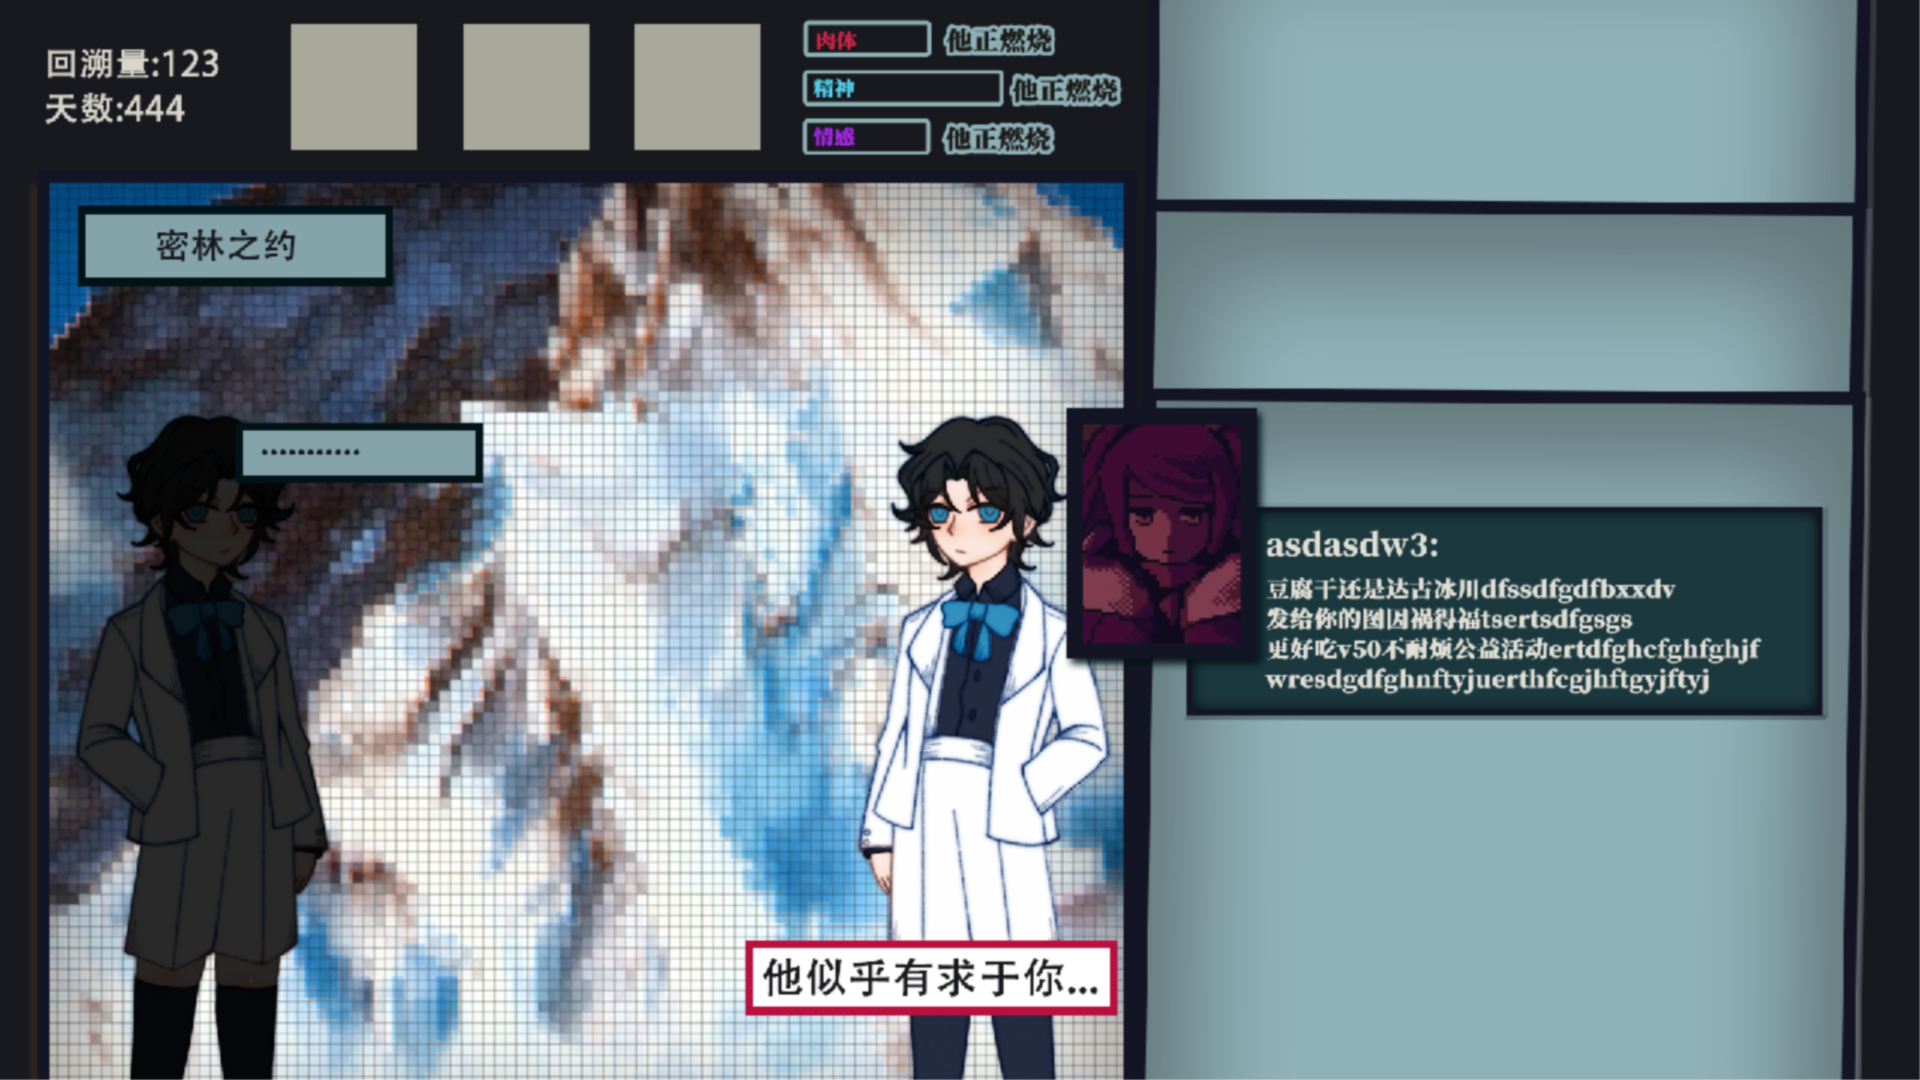 回溯量:123
天数:444
肉体
他正燃烧
精神
他正燃烧
情感
他正燃烧
密林之约
...........
他似乎有求于你...
asdasdw3:
豆腐干还是达古冰川dfssdfgdfbxxdv
发给你的图因祸得福tsertsdfgsgs
更好吃v50不耐烦公益活动ertdfghcfghfghjf
wresdgdfghnftyjuerthfcgjhftgyjftyj